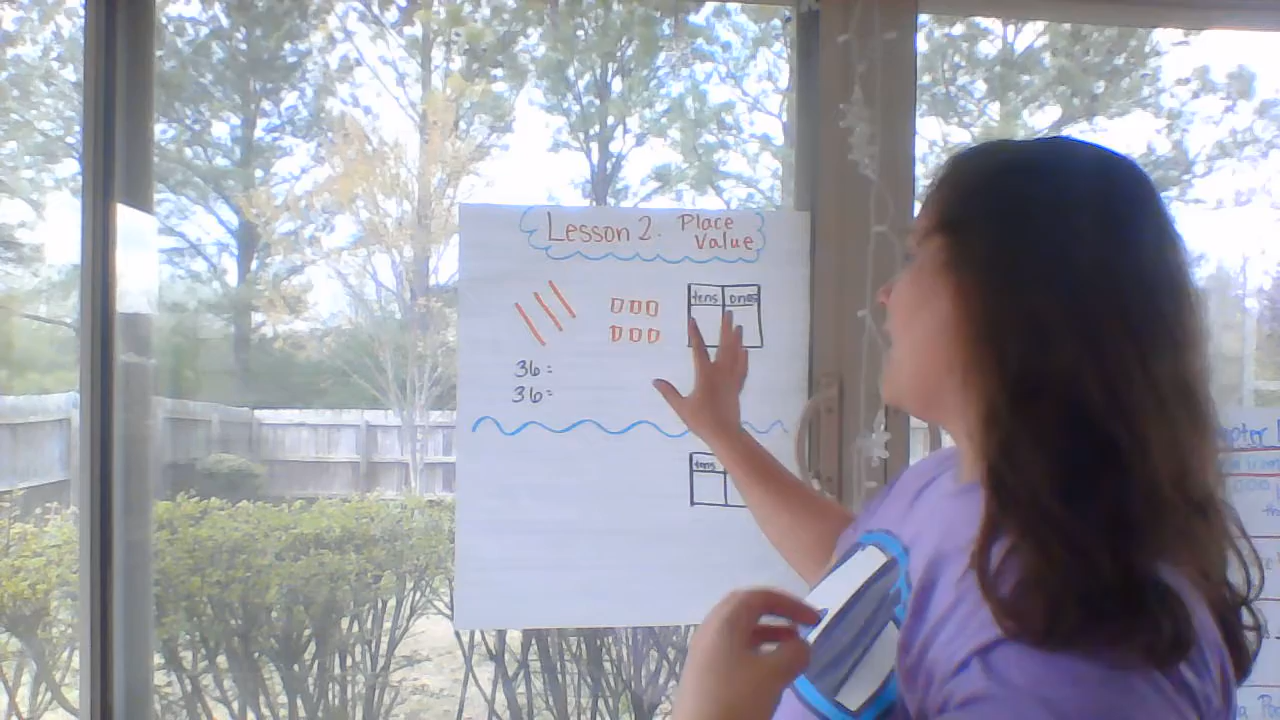 Lesson 2. Place
Value
tens ones
36=
36=
tens